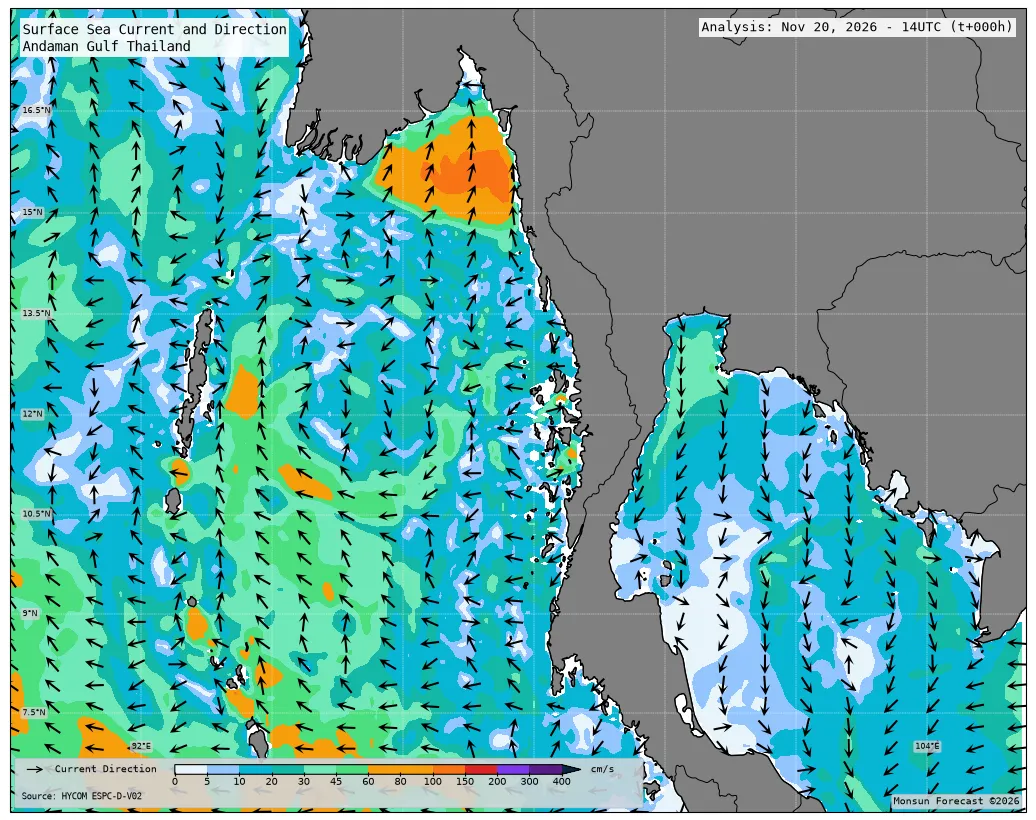 Surface Sea Current and Direction
Andaman Gulf Thailand
Analysis: Nov 20, 2026 - 14UTC (t+000h)
16.5°N
15°N
13.5°N
12°N
10.5°N
9°N
7.5°N
92°E
104°E
Current Direction
0 5 10 20 30 45 60 80 100 150 200 300 400 cm/s
Source: HYCOM ESPC-D-V02
Monsun Forecast ©2026